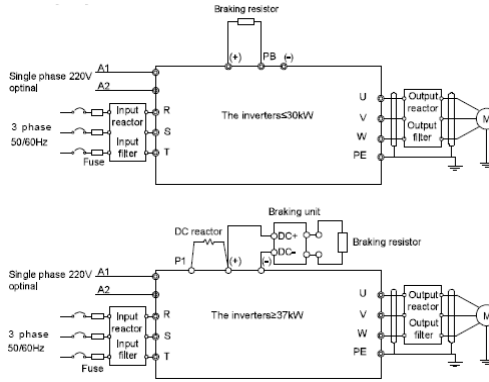 Braking resistor
(+) PB (-)
Single phase 220V A1
optinal A2
3 phase
50/60Hz
Fuse
Input
reactor
Input
filter
R
S
T
The inverters≤30kW
U
V
W
PE
Output
reactor
Output
filter
M
Braking unit
DC reactor
DC+
DC-
Braking resistor
P1 (+) (-)
Single phase 220V A1
optinal A2
3 phase
50/60Hz
Fuse
Input
reactor
Input
filter
R
S
T
The inverters≥37kW
U
V
W
PE
Output
reactor
Output
filter
M